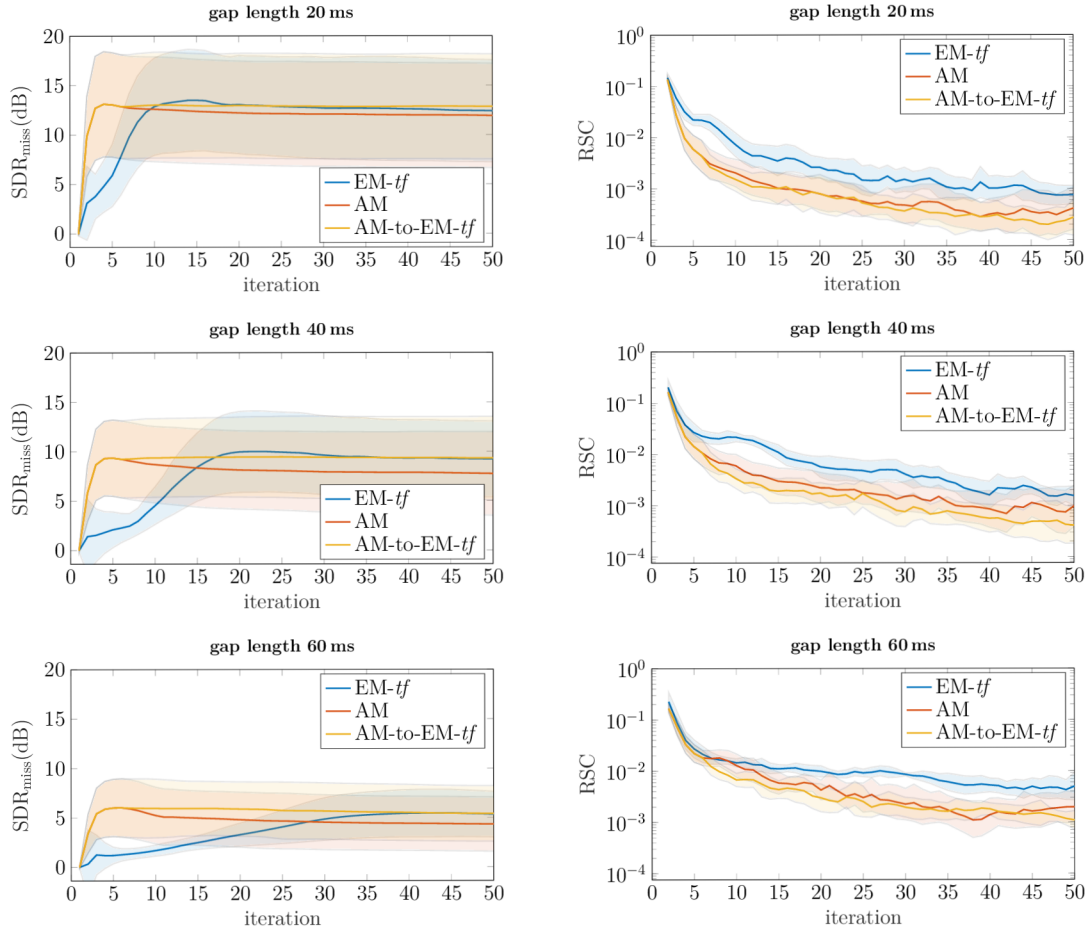 gap length 20 ms
20
15
10
5
0
SDRmiss(dB)
EM-tf
AM
AM-to-EM-tf
0 5 10 15 20 25 30 35 40 45 50
iteration
gap length 20 ms
10^0
10^−1
10^−2
10^−3
10^−4
RSC
EM-tf
AM
AM-to-EM-tf
0 5 10 15 20 25 30 35 40 45 50
iteration
gap length 40 ms
20
15
10
5
0
SDRmiss(dB)
EM-tf
AM
AM-to-EM-tf
0 5 10 15 20 25 30 35 40 45 50
iteration
gap length 40 ms
10^0
10^−1
10^−2
10^−3
10^−4
RSC
EM-tf
AM
AM-to-EM-tf
0 5 10 15 20 25 30 35 40 45 50
iteration
gap length 60 ms
20
15
10
5
0
SDRmiss(dB)
EM-tf
AM
AM-to-EM-tf
0 5 10 15 20 25 30 35 40 45 50
iteration
gap length 60 ms
10^0
10^−1
10^−2
10^−3
10^−4
RSC
EM-tf
AM
AM-to-EM-tf
0 5 10 15 20 25 30 35 40 45 50
iteration